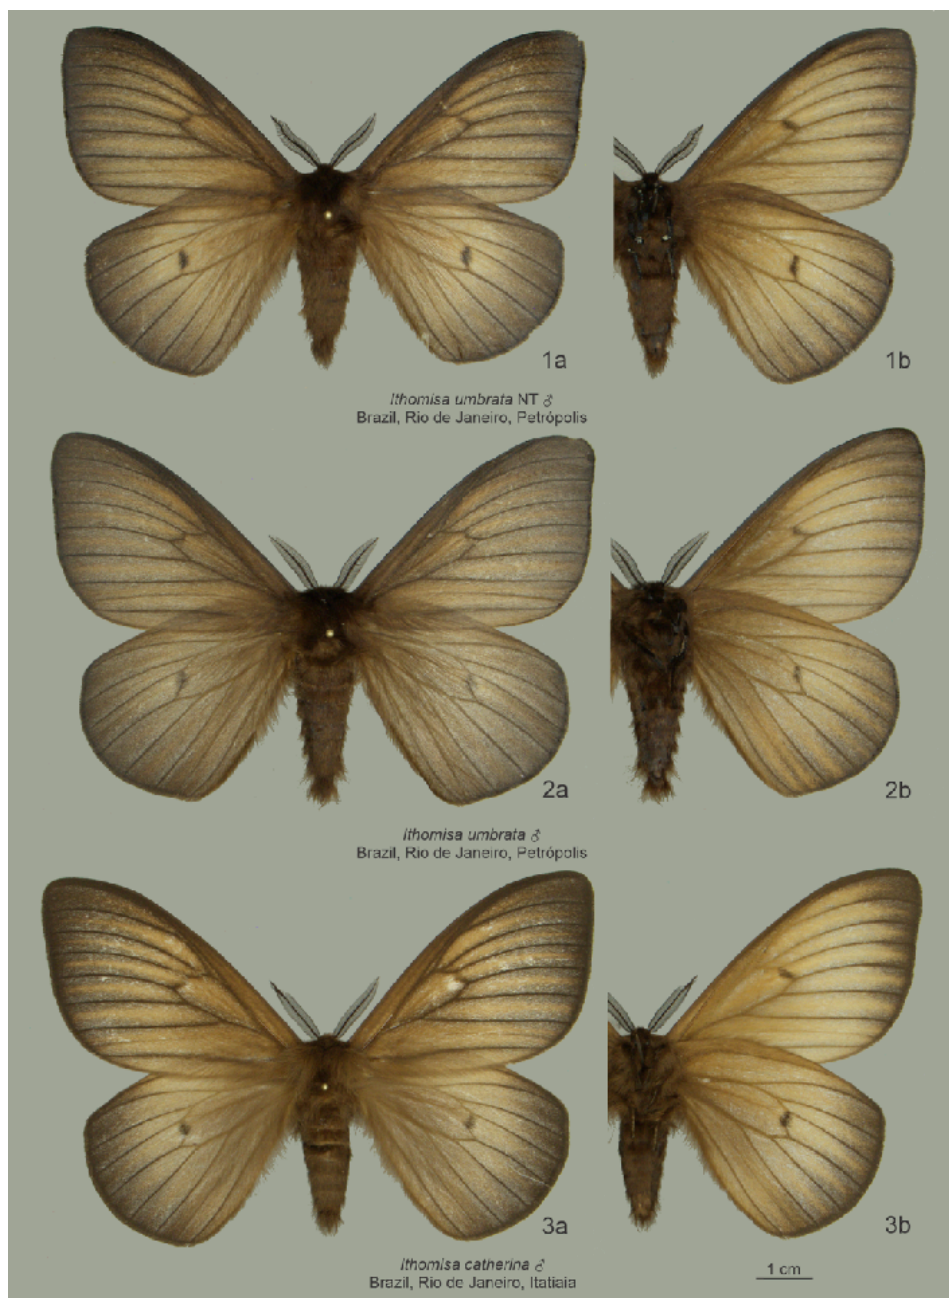 1a
1b
Ithomisa umbrata NT ♂
Brazil, Rio de Janeiro, Petrópolis
2a
2b
Ithomisa umbrata ♂
Brazil, Rio de Janeiro, Petrópolis
3a
3b
Ithomisa catherina ♂
Brazil, Rio de Janeiro, Itatiaia
1 cm